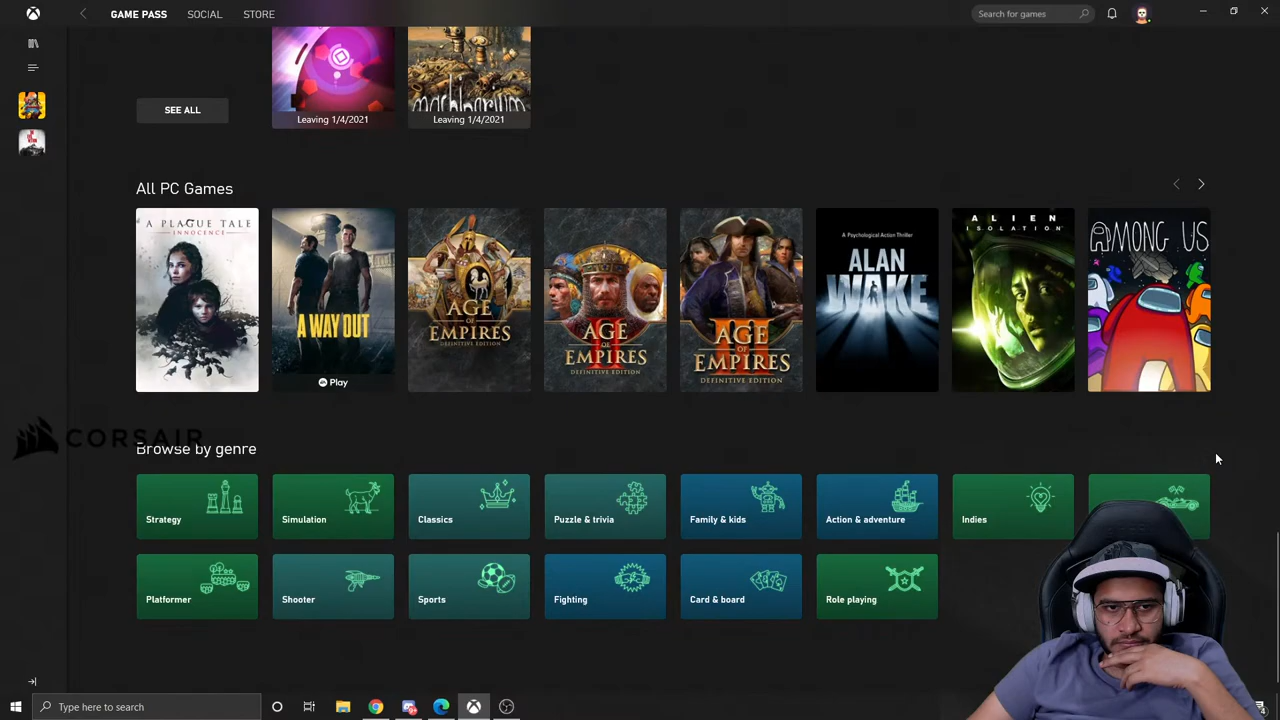 GAME PASS SOCIAL STORE Search for games
machinarium
Leaving 1/4/2021 Leaving 1/4/2021
SEE ALL
All PC Games
A PLAGUE TALE
INNOCENCE
A WAY OUT
Play
AGE
OF
EMPIRES
DEFINITIVE EDITION
AGE
OF
EMPIRES
II
DEFINITIVE EDITION
AGE
OF
EMPIRES
III
DEFINITIVE EDITION
A Psychological Action Thriller
ALAN
WAKE
ALIEN
ISOLATION
AMONG US
CORSAIR
Browse by genre
Strategy Simulation Classics Puzzle & trivia Family & kids Action & adventure Indies
Platformer Shooter Sports Fighting Card & board Role playing
Type here to search